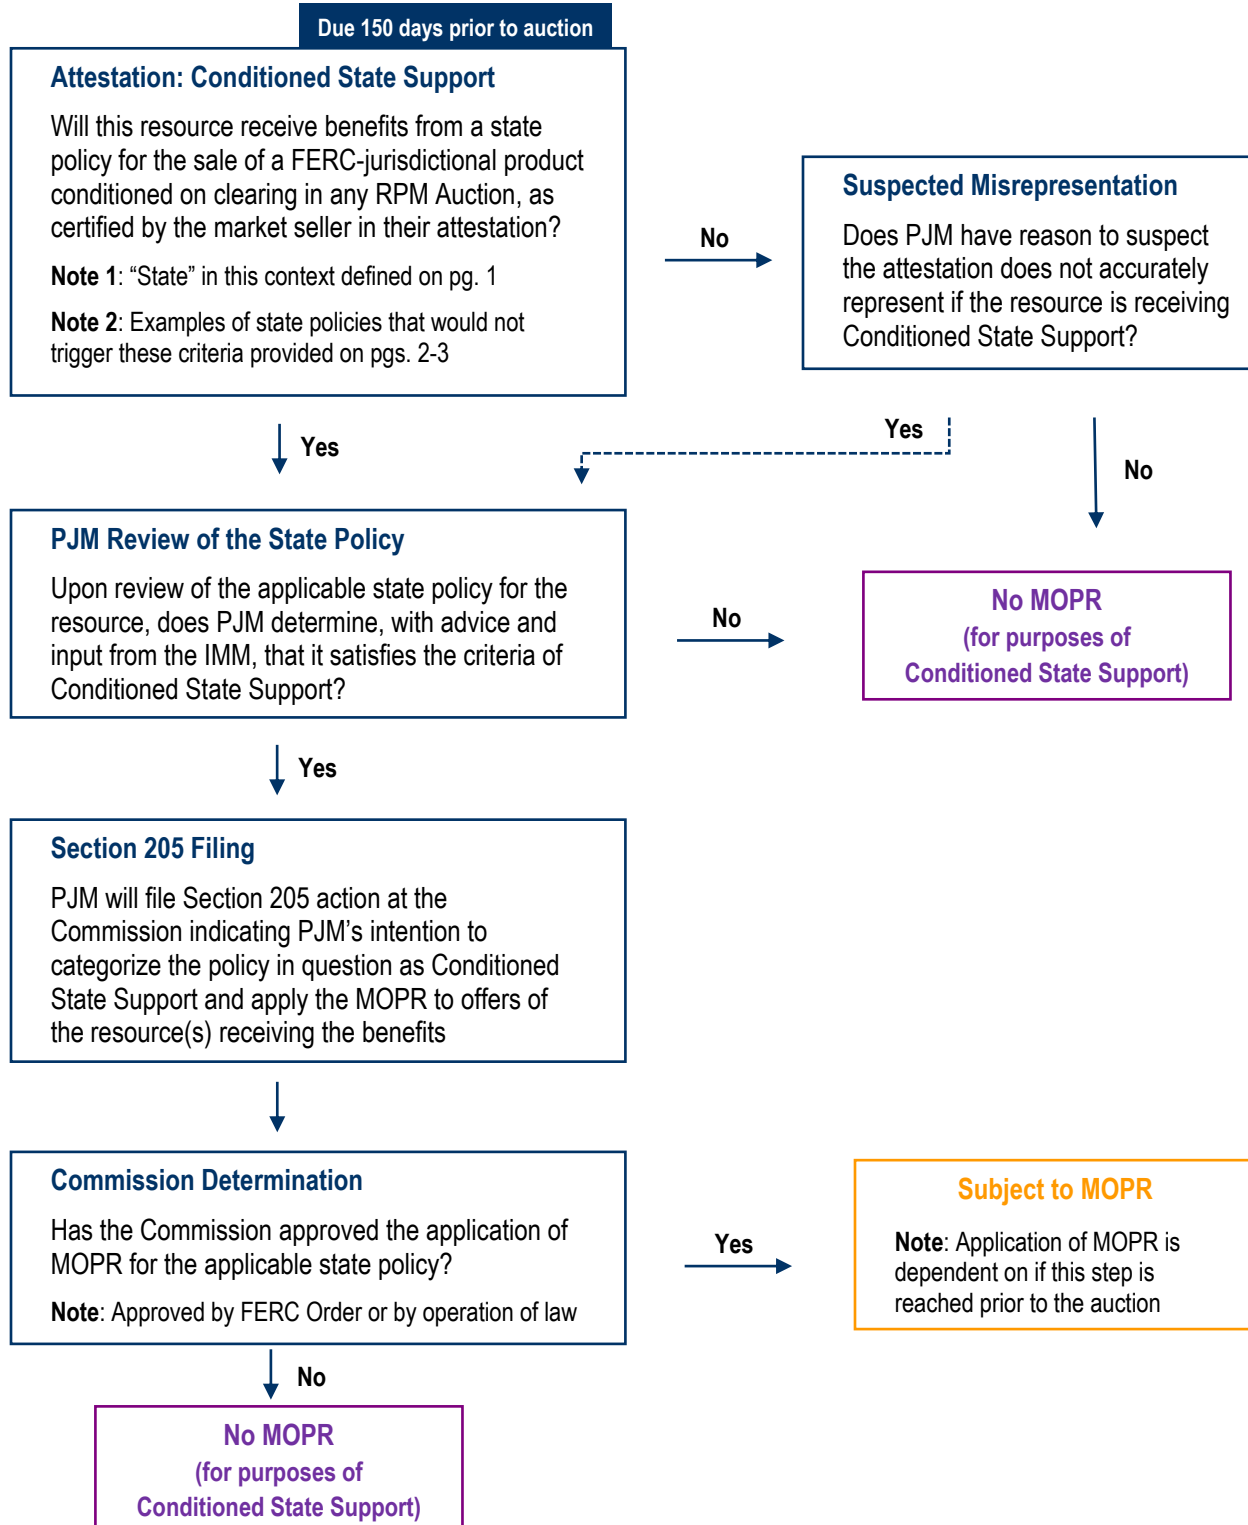 Due 150 days prior to auction
Attestation: Conditioned State Support
Will this resource receive benefits from a state
policy for the sale of a FERC-jurisdictional product
conditioned on clearing in any RPM Auction, as
certified by the market seller in their attestation?
Note 1: “State” in this context defined on pg. 1
Note 2: Examples of state policies that would not
trigger these criteria provided on pgs. 2-3
No
Suspected Misrepresentation
Does PJM have reason to suspect
the attestation does not accurately
represent if the resource is receiving
Conditioned State Support?
Yes
Yes
No
PJM Review of the State Policy
Upon review of the applicable state policy for the
resource, does PJM determine, with advice and
input from the IMM, that it satisfies the criteria of
Conditioned State Support?
No
No MOPR
(for purposes of
Conditioned State Support)
Yes
Section 205 Filing
PJM will file Section 205 action at the
Commission indicating PJM’s intention to
categorize the policy in question as Conditioned
State Support and apply the MOPR to offers of
the resource(s) receiving the benefits
Commission Determination
Has the Commission approved the application of
MOPR for the applicable state policy?
Note: Approved by FERC Order or by operation of law
Yes
Subject to MOPR
Note: Application of MOPR is
dependent on if this step is
reached prior to the auction
No
No MOPR
(for purposes of
Conditioned State Support)